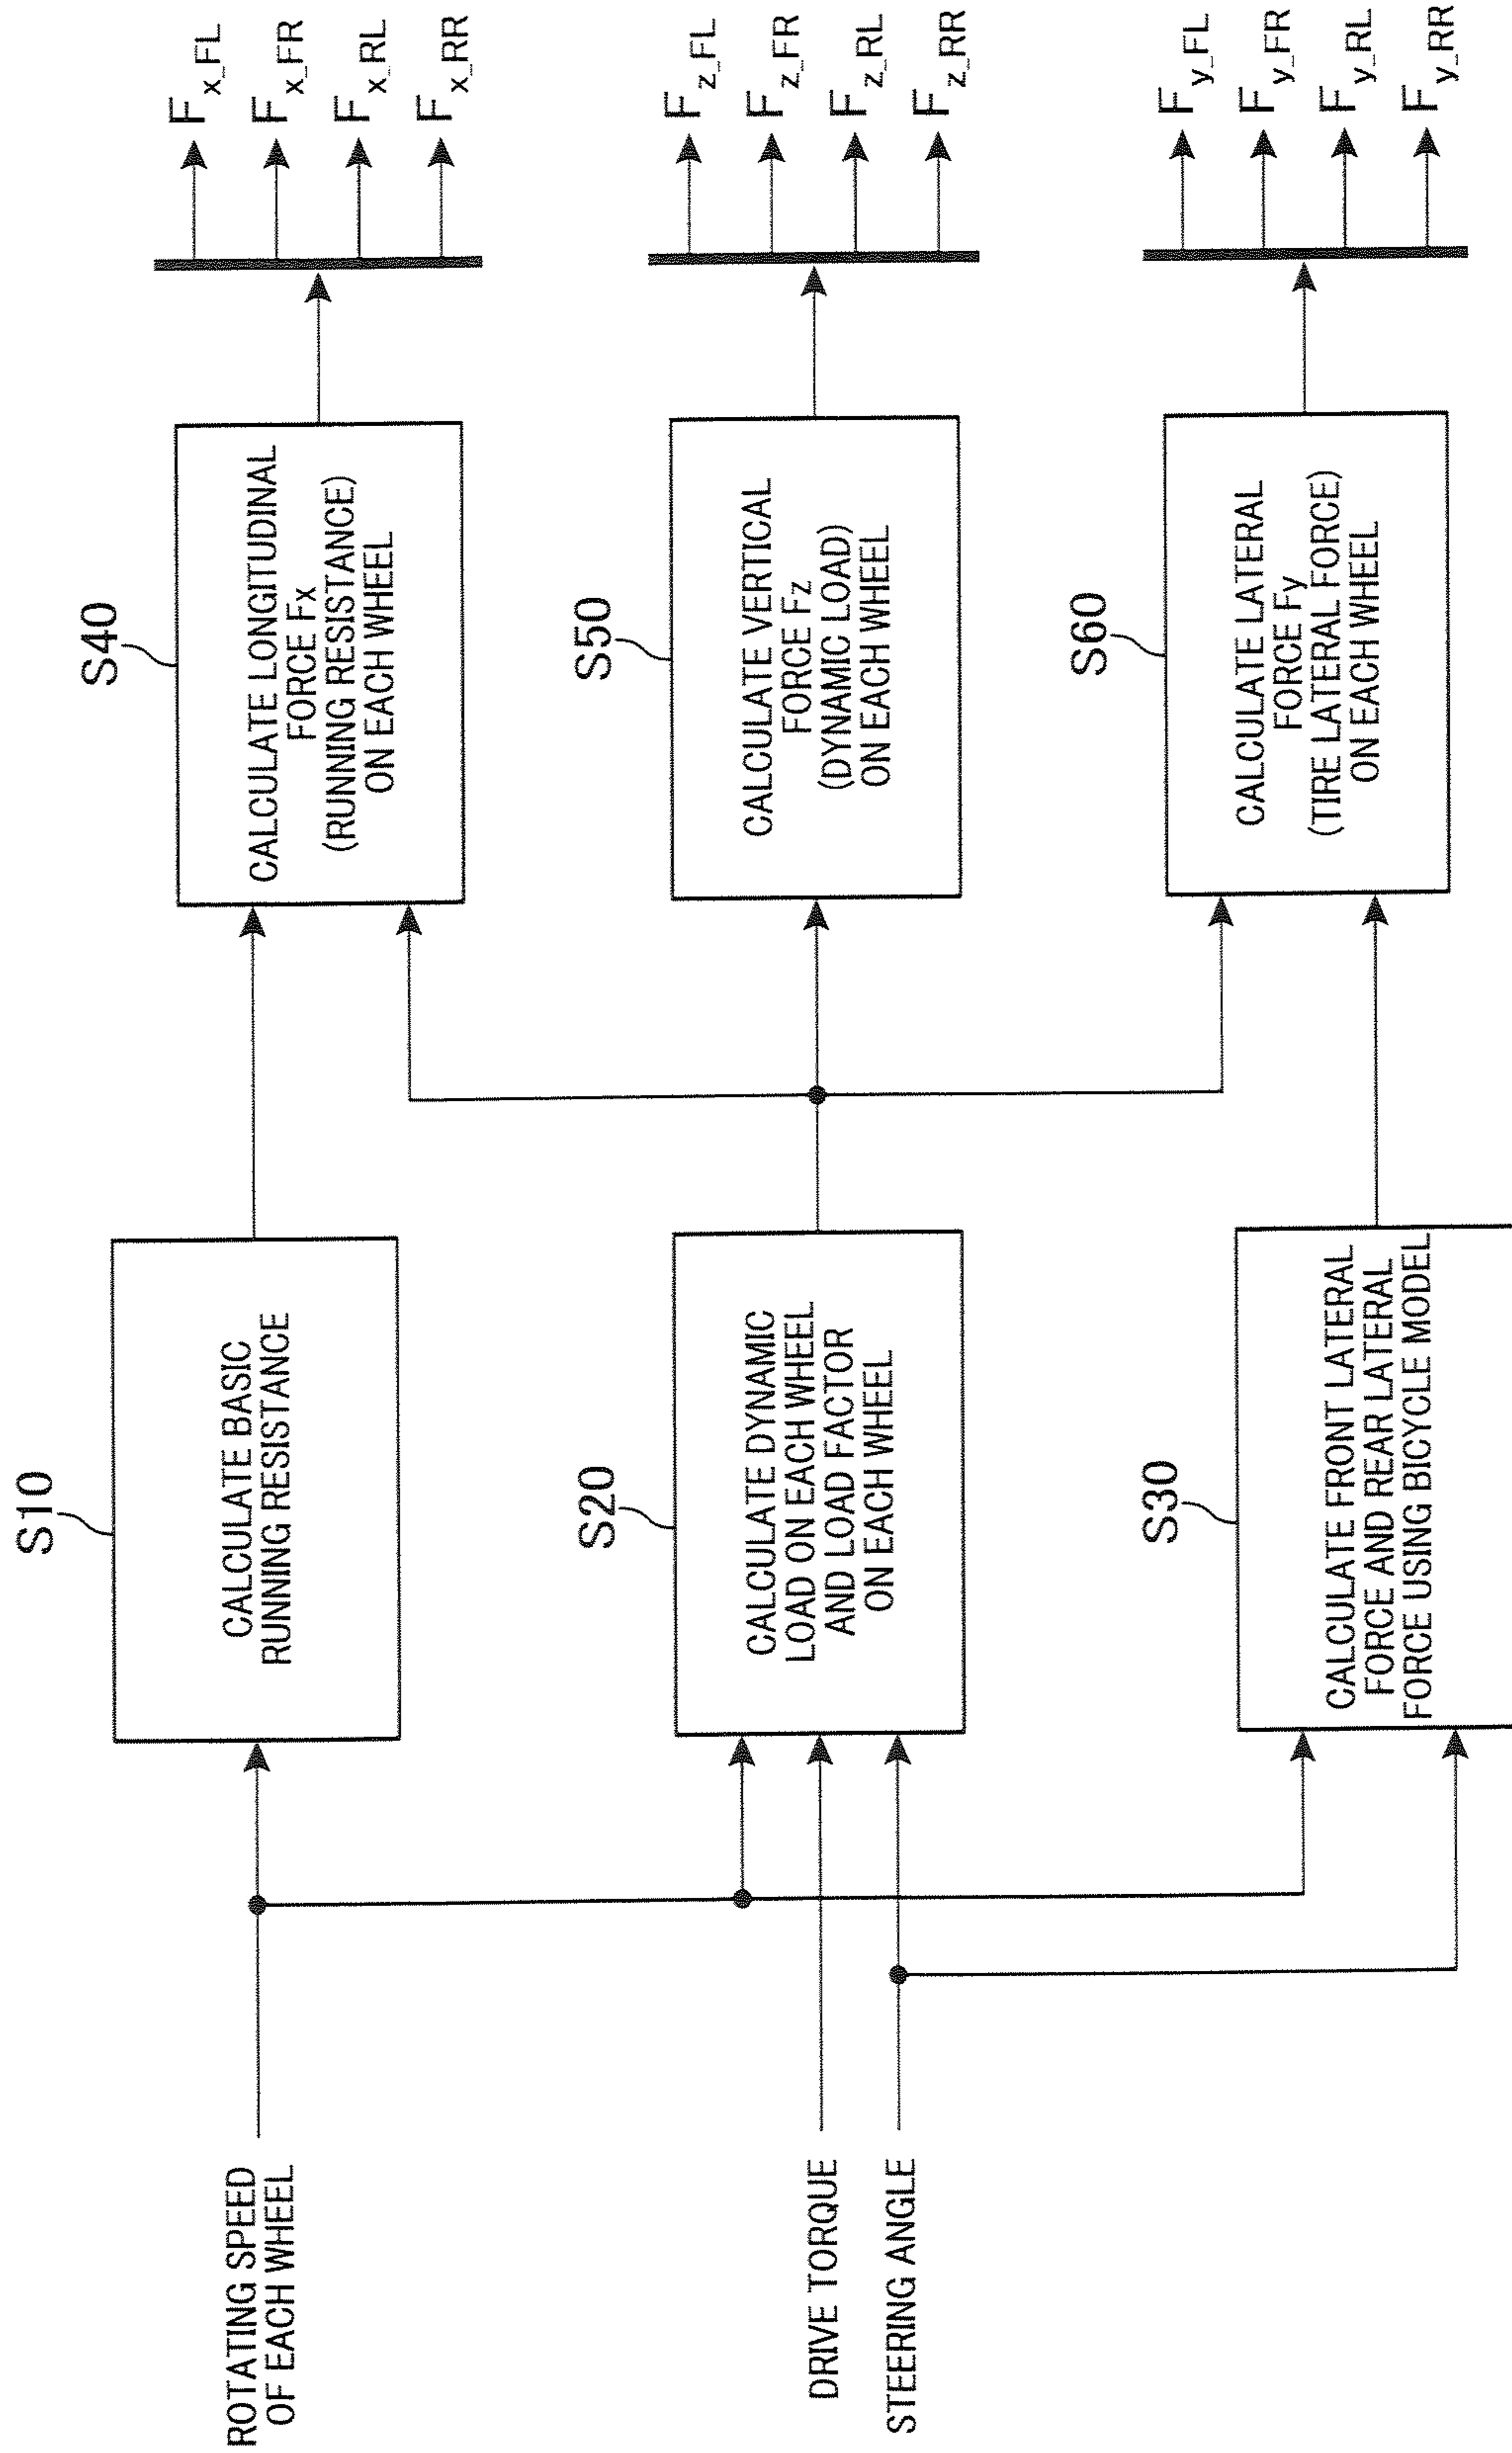 ROTATING SPEED
OF EACH WHEEL
DRIVE TORQUE
STEERING ANGLE
S10
CALCULATE BASIC
RUNNING RESISTANCE
S20
CALCULATE DYNAMIC
LOAD ON EACH WHEEL
AND LOAD FACTOR
ON EACH WHEEL
S30
CALCULATE FRONT LATERAL
FORCE AND REAR LATERAL
FORCE USING BICYCLE MODEL
S40
CALCULATE LONGITUDINAL
FORCE Fx
(RUNNING RESISTANCE)
ON EACH WHEEL
S50
CALCULATE VERTICAL
FORCE Fz
(DYNAMIC LOAD)
ON EACH WHEEL
S60
CALCULATE LATERAL
FORCE Fy
(TIRE LATERAL FORCE)
ON EACH WHEEL
Fx_FL
Fx_FR
Fx_RL
Fx_RR
Fz_FL
Fz_FR
Fz_RL
Fz_RR
Fy_FL
Fy_FR
Fy_RL
Fy_RR